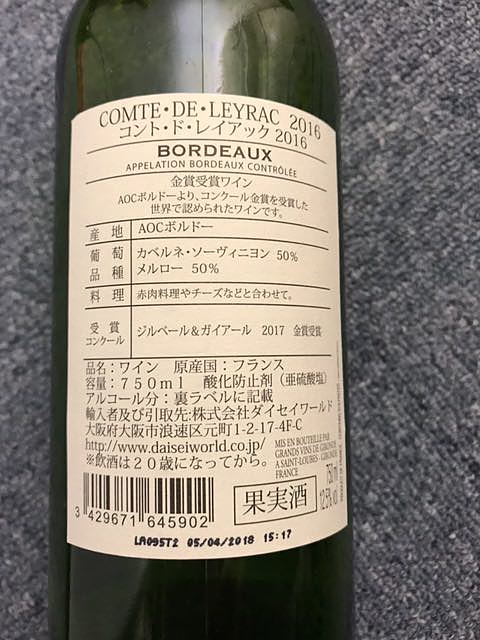 COMTE・DE・LEYRAC 2016
コント・ド・レイアック2016
BORDEAUX
APPELATION BORDEAUX CONTRÔLÉE
金賞受賞ワイン
AOCボルドーより、コンクール金賞を受賞した
世界で認められたワインです。
産地 AOCボルドー
葡萄品種 カベルネ・ソーヴィニヨン 50%
メルロー 50%
料理 赤肉料理やチーズなどと合わせて。
受賞コンクール ジルベール&ガイアール 2017 金賞受賞
品名：ワイン 原産国：フランス
容量：750ml 酸化防止剤（亜硫酸塩）
アルコール分：裏ラベルに記載
輸入者及び引取先:株式会社ダイセイワールド
大阪府大阪市浪速区元町1-2-17-4F-C
http://www.daiseiworld.co.jp/
※飲酒は20歳になってから。
MIS EN BOUTEILLE PAR
GRANDS VINS DE GIRONDE
A SAINT-LOUBES - GIRONDE
FRANCE
750ml
12.5% vol
果実酒
3 429671 645902
LA095T2 05/04/2018 15:17